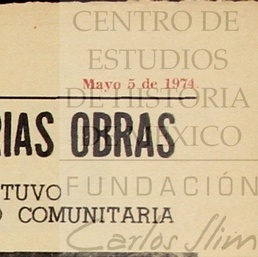 CENTRO DE
ESTUDIOS
Mayo 5 de 1974
DE HISTORIA
RIAS OBRAS
DE MÉXICO
FUNDACIÓN
TUVO
O COMUNITARIA
Carlos Slim